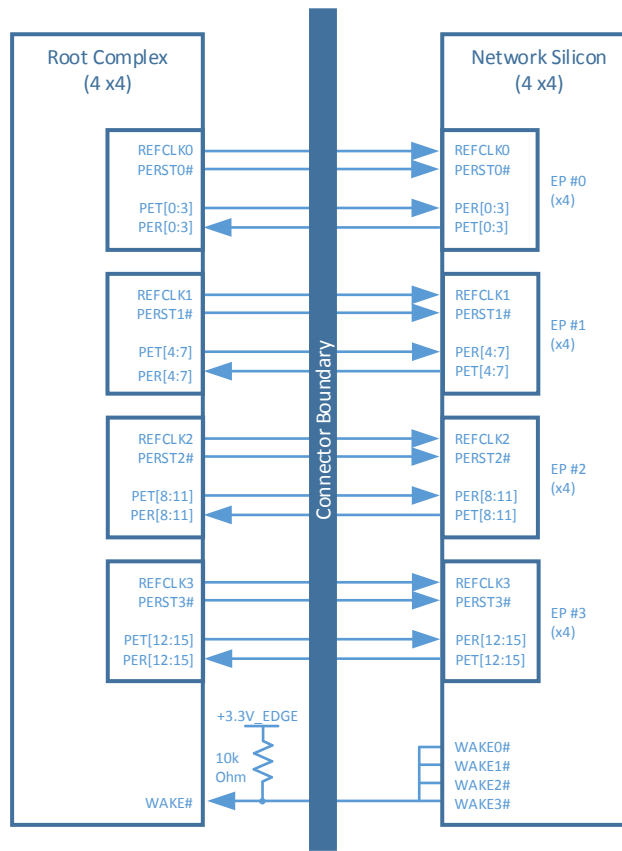 Root Complex
(4 x4)
REFCLK0
PERST0#
PET[0:3]
PER[0:3]
REFCLK1
PERST1#
PET[4:7]
PER[4:7]
REFCLK2
PERST2#
PET[8:11]
PER[8:11]
REFCLK3
PERST3#
PET[12:15]
PER[12:15]
+3.3V_EDGE
10k
Ohm
WAKE#
Connector Boundary
Network Silicon
(4 x4)
REFCLK0
PERST0#
PER[0:3]
PET[0:3]
EP #0
(x4)
REFCLK1
PERST1#
PER[4:7]
PET[4:7]
EP #1
(x4)
REFCLK2
PERST2#
PER[8:11]
PET[8:11]
EP #2
(x4)
REFCLK3
PERST3#
PER[12:15]
PET[12:15]
EP #3
(x4)
WAKE0#
WAKE1#
WAKE2#
WAKE3#